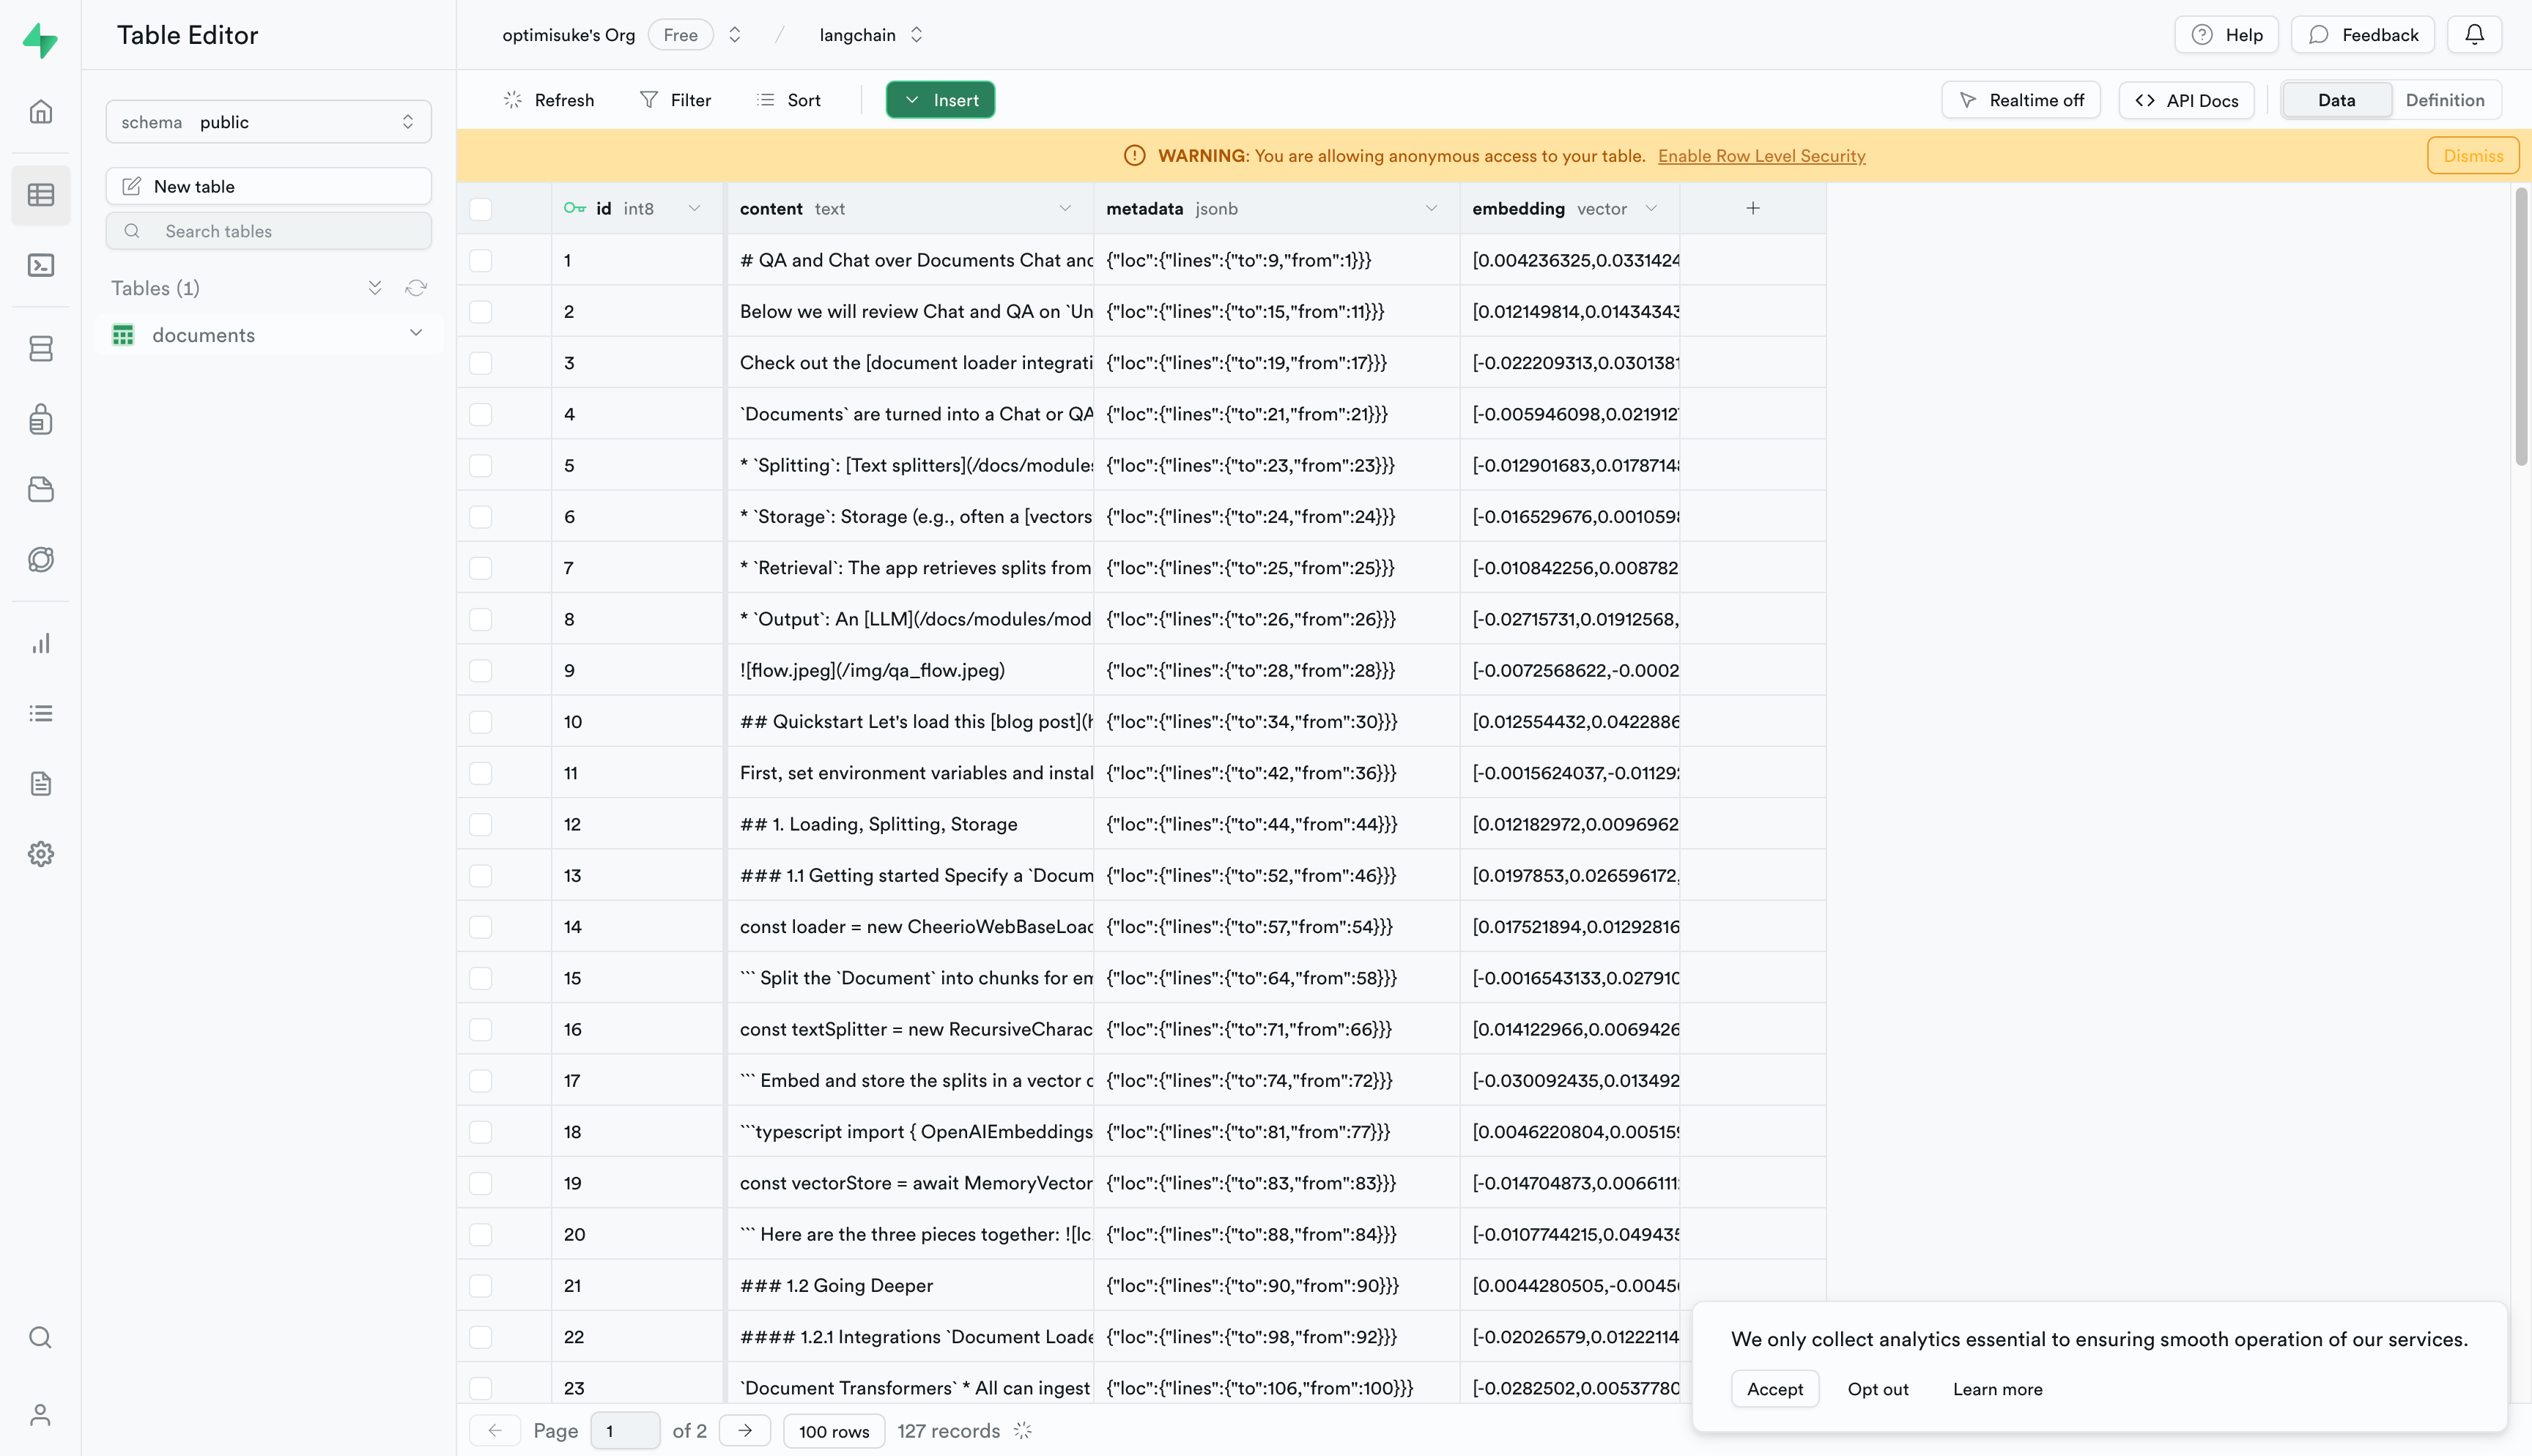 Table Editor
optimisuke's Org Free / langchain
Help Feedback
schema public
New table
Search tables
Tables (1)
documents
Refresh Filter Sort Insert
Realtime off <> API Docs Data Definition
WARNING: You are allowing anonymous access to your table. Enable Row Level Security Dismiss
id int8 content text metadata jsonb embedding vector +
1 # QA and Chat over Documents Chat and {"loc":{"lines":{"to":9,"from":1}}} [0.004236325,0.0331424
2 Below we will review Chat and QA on `Un {"loc":{"lines":{"to":15,"from":11}}} [0.012149814,0.01434343
3 Check out the [document loader integrati {"loc":{"lines":{"to":19,"from":17}}} [-0.022209313,0.0301381
4 `Documents` are turned into a Chat or QA {"loc":{"lines":{"to":21,"from":21}}} [-0.005946098,0.021912
5 * `Splitting`: [Text splitters](/docs/modules {"loc":{"lines":{"to":23,"from":23}}} [-0.012901683,0.0178714
6 * `Storage`: Storage (e.g., often a [vectors {"loc":{"lines":{"to":24,"from":24}}} [-0.016529676,0.001059
7 * `Retrieval`: The app retrieves splits from {"loc":{"lines":{"to":25,"from":25}}} [-0.010842256,0.008782
8 * `Output`: An [LLM](/docs/modules/mod {"loc":{"lines":{"to":26,"from":26}}} [-0.02715731,0.01912568,
9 ![flow.jpeg](/img/qa_flow.jpeg) {"loc":{"lines":{"to":28,"from":28}}} [-0.0072568622,-0.0002
10 ## Quickstart Let's load this [blog post](h {"loc":{"lines":{"to":34,"from":30}}} [0.012554432,0.0422886
11 First, set environment variables and instal {"loc":{"lines":{"to":42,"from":36}}} [-0.0015624037,-0.01129
12 ## 1. Loading, Splitting, Storage {"loc":{"lines":{"to":44,"from":44}}} [0.012182972,0.0096962
13 ### 1.1 Getting started Specify a `Docum {"loc":{"lines":{"to":52,"from":46}}} [0.0197853,0.026596172,
14 const loader = new CheerioWebBaseLoad {"loc":{"lines":{"to":57,"from":54}}} [0.017521894,0.01292816
15 ``` Split the `Document` into chunks for em {"loc":{"lines":{"to":64,"from":58}}} [-0.0016543133,0.027910
16 const textSplitter = new RecursiveCharac {"loc":{"lines":{"to":71,"from":66}}} [0.014122966,0.0069426
17 ``` Embed and store the splits in a vector d {"loc":{"lines":{"to":74,"from":72}}} [-0.030092435,0.013492
18 ```typescript import { OpenAIEmbeddings {"loc":{"lines":{"to":81,"from":77}}} [0.0046220804,0.00515
19 const vectorStore = await MemoryVector {"loc":{"lines":{"to":83,"from":83}}} [-0.014704873,0.0066111
20 ``` Here are the three pieces together: ![lc {"loc":{"lines":{"to":88,"from":84}}} [-0.0107744215,0.049435
21 ### 1.2 Going Deeper {"loc":{"lines":{"to":90,"from":90}}} [0.0044280505,-0.0045
22 #### 1.2.1 Integrations `Document Loade {"loc":{"lines":{"to":98,"from":92}}} [-0.02026579,0.01222114
23 `Document Transformers` * All can ingest {"loc":{"lines":{"to":106,"from":100}}} [-0.0282502,0.00537780
We only collect analytics essential to ensuring smooth operation of our services.
Accept Opt out Learn more
Page 1 of 2 100 rows 127 records